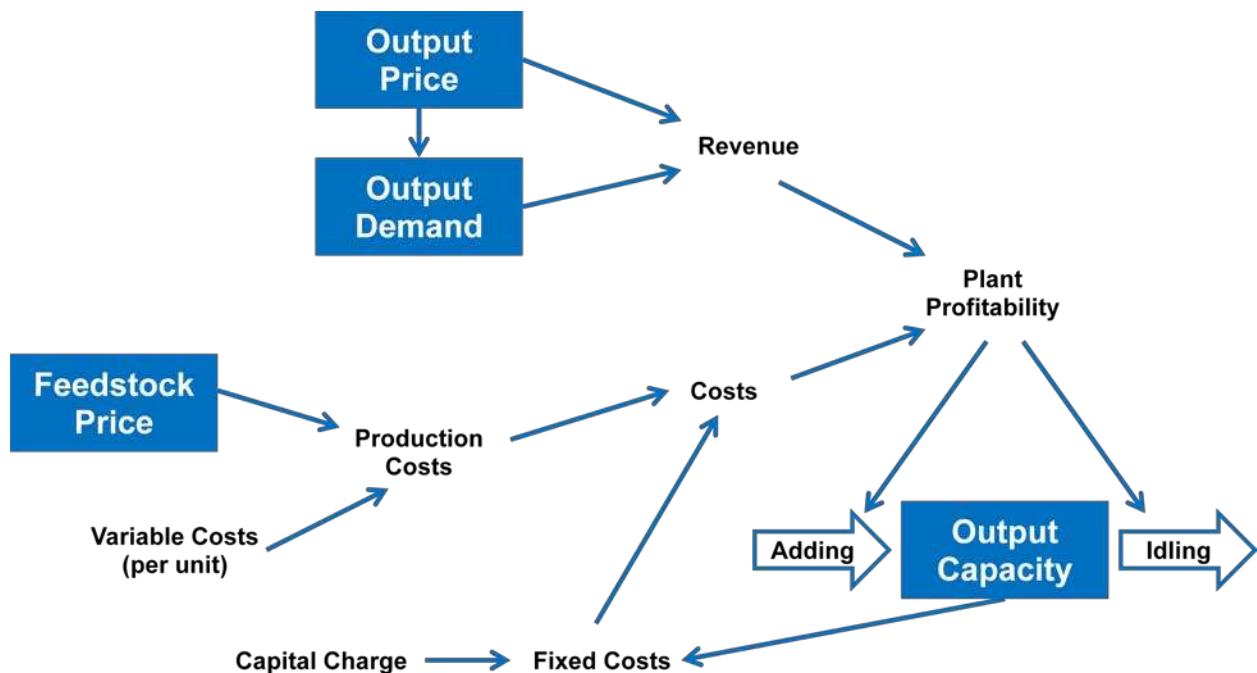 Output
Price
Revenue
Output
Demand
Plant
Profitability
Feedstock
Price
Costs
Production
Costs
Variable Costs
(per unit)
Adding
Output
Capacity
Idling
Capital Charge
Fixed Costs